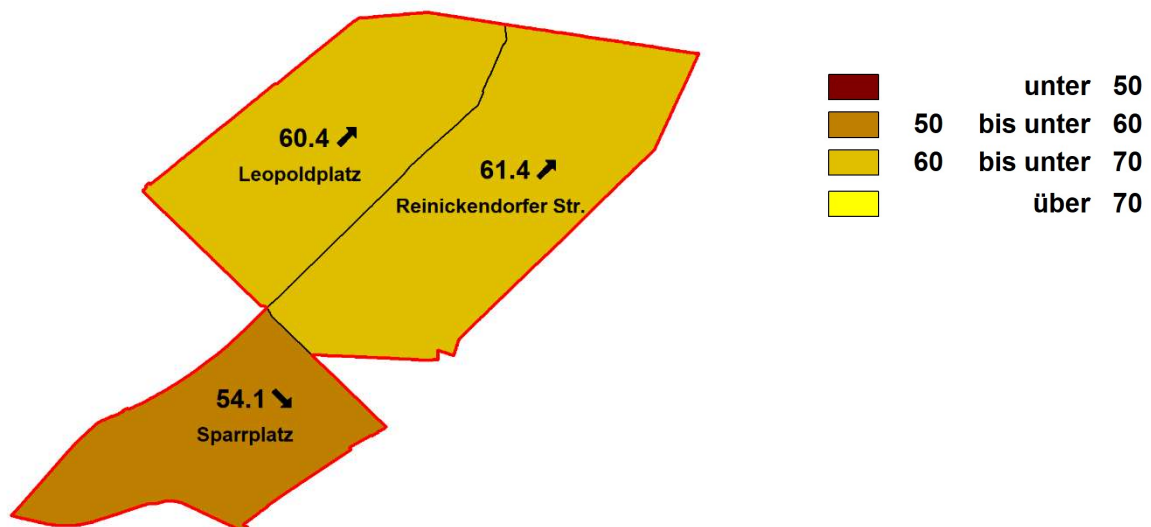 60.4
Leopoldplatz
61.4
Reinickendorfer Str.
54.1
Sparrplatz
unter 50
50 bis unter 60
60 bis unter 70
über 70